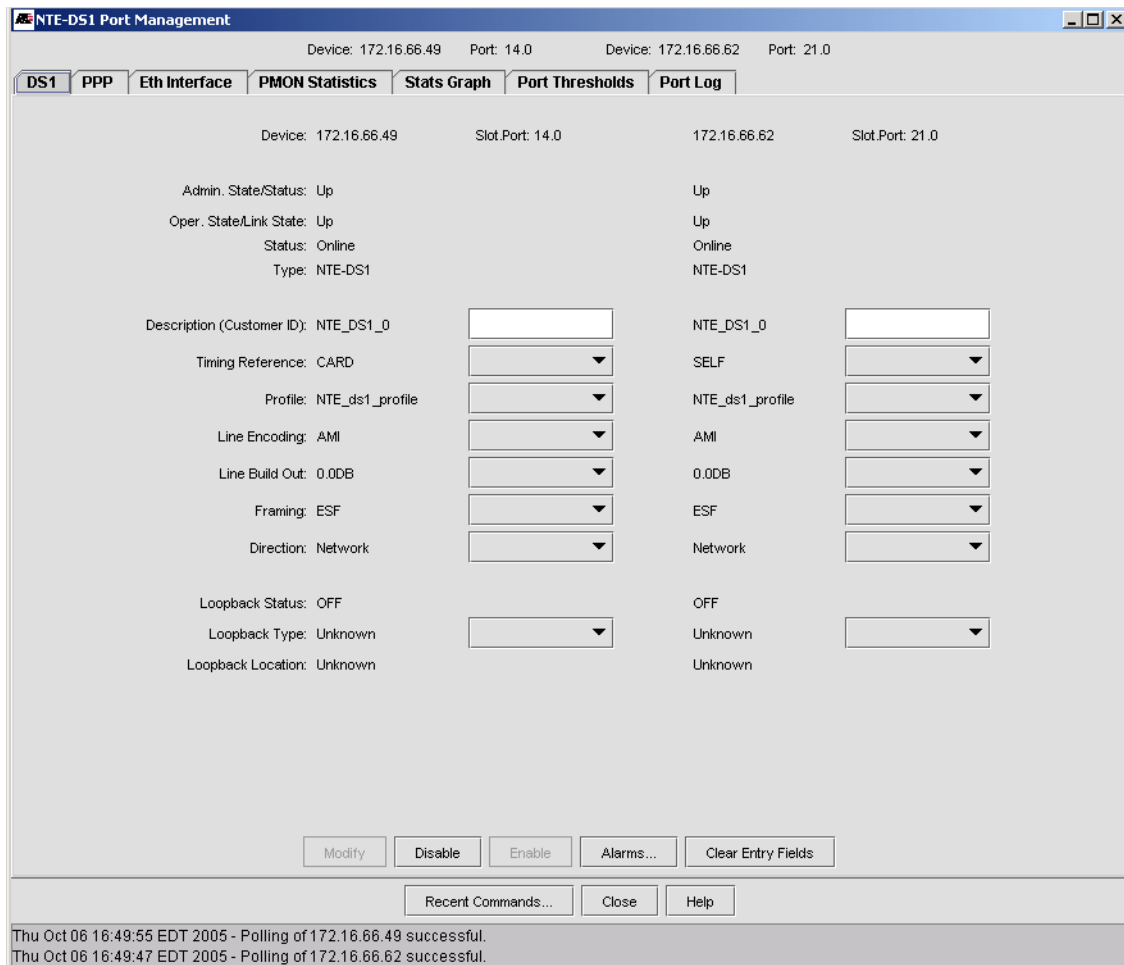 NTE-DS1 Port Management
Device: 172.16.66.49 Port: 14.0 Device: 172.16.66.62 Port: 21.0
DS1 PPP Eth Interface PMON Statistics Stats Graph Port Thresholds Port Log
Device: 172.16.66.49 Slot.Port: 14.0 172.16.66.62 Slot.Port: 21.0
Admin. State/Status: Up Up
Oper. State/Link State: Up Up
Status: Online Online
Type: NTE-DS1 NTE-DS1
Description (Customer ID): NTE_DS1_0 NTE_DS1_0
Timing Reference: CARD SELF
Profile: NTE_ds1_profile NTE_ds1_profile
Line Encoding: AMI AMI
Line Build Out: 0.0DB 0.0DB
Framing: ESF ESF
Direction: Network Network
Loopback Status: OFF OFF
Loopback Type: Unknown Unknown
Loopback Location: Unknown Unknown
Modify Disable Enable Alarms... Clear Entry Fields
Recent Commands... Close Help
Thu Oct 06 16:49:55 EDT 2005 - Polling of 172.16.66.49 successful.
Thu Oct 06 16:49:47 EDT 2005 - Polling of 172.16.66.62 successful.